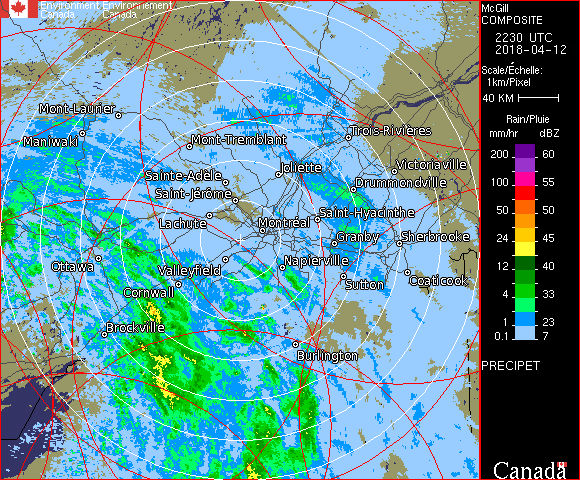 Environment Environnement
Canada Canada
Mont-Laurier
Maniwaki
Mont-Tremblant
Trois-Rivières
Sainte-Adèle
Joliette
Victoriaville
Saint-Jérôme
Drummondville
Lachute
Montréal
Saint-Hyacinthe
Granby
Sherbrooke
Ottawa
Valleyfield
Napierville
Sutton
Coaticook
Cornwall
Brockville
Burlington
McGill
COMPOSITE
2230 UTC
2018-04-12
Scale/Échelle:
1km/Pixel
40 KM
Rain/Pluie
mm/hr dBZ
200 60
150 57
100 55
50 50
24 45
12 40
4 33
1 23
0.1 7
PRECIPET
Canada